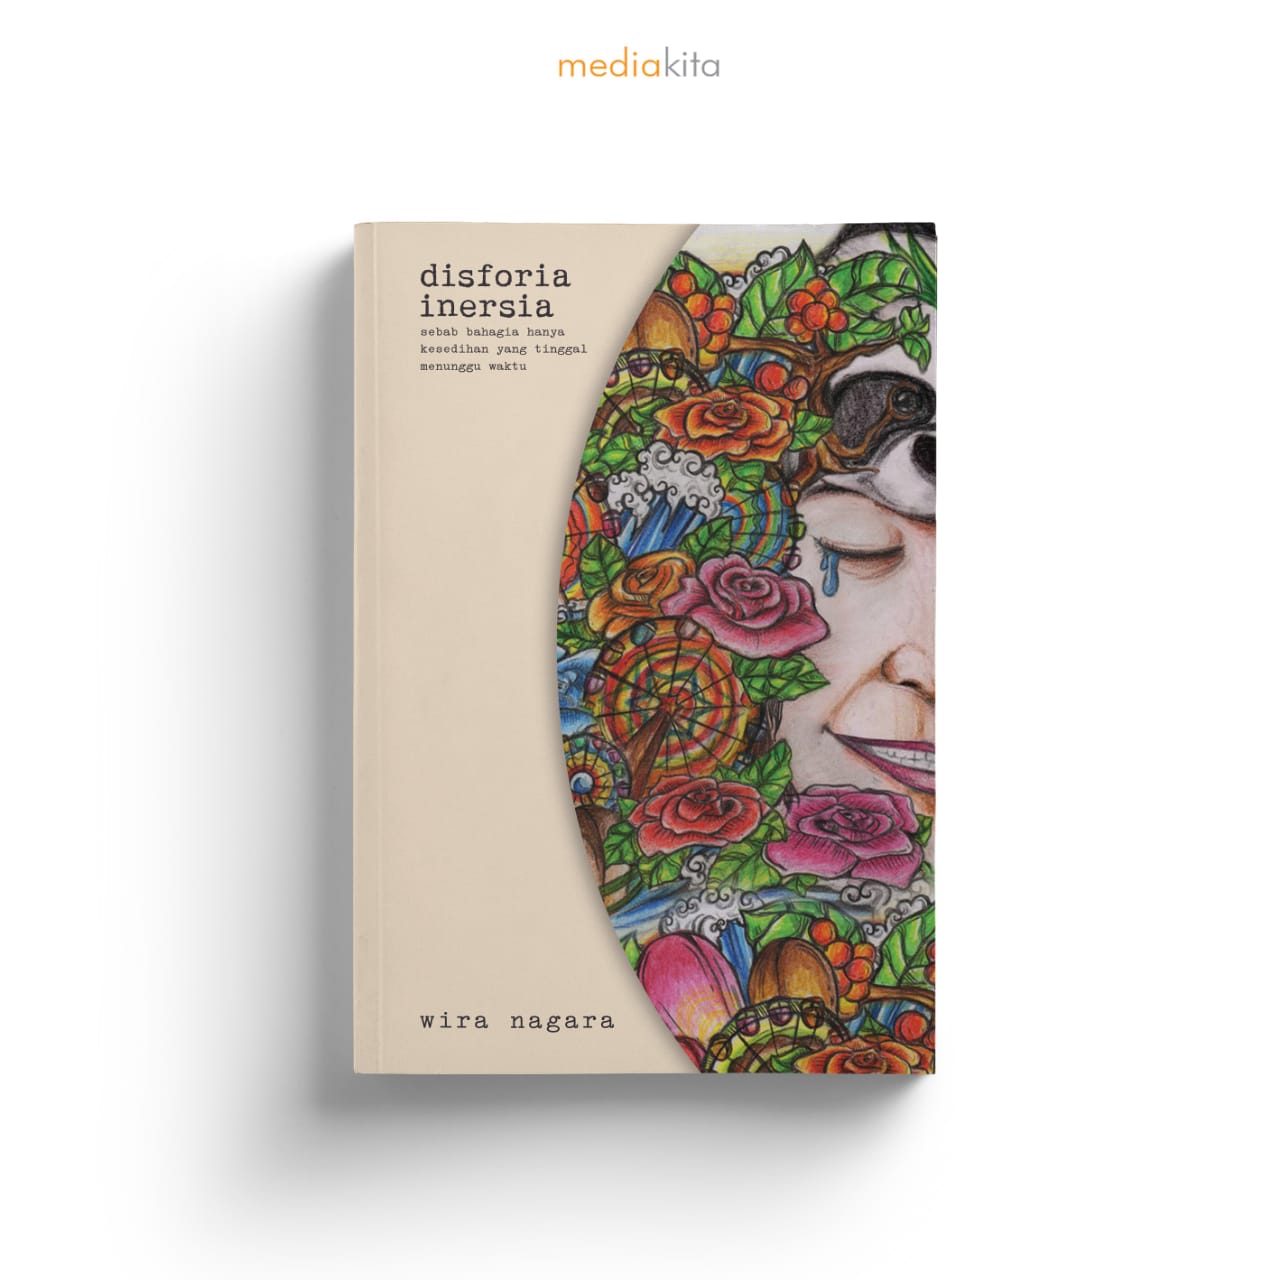 mediakita
disforia
inersia
sebab bahagia hanya
kesedihan yang tinggal
menunggu waktu
wira nagara